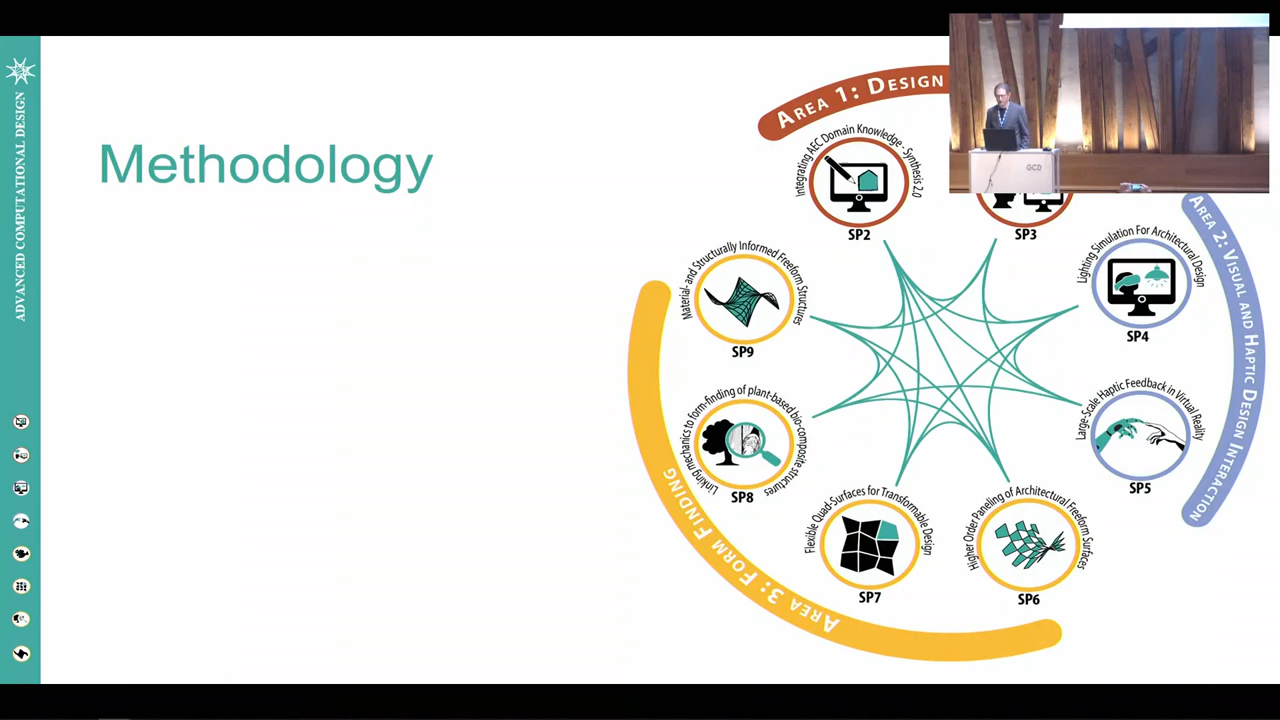 ADVANCED COMPUTATIONAL DESIGN
Methodology
AREA 1: DESIGN
Integrating AEC Domain Knowledge - Synthesis 2.0
SP2
SP3
GCD
AREA 2: VISUAL AND HAPTIC DESIGN INTERACTION
Lighting Simulation For Architectural Design
SP4
Material- and Structurally Informed Freeform Structures
SP9
Large-Scale Haptic Feedback in Virtual Reality
SP5
Linking mechanics to form-finding of plant-based bio-composite structures
SP8
Flexible Quad-Surfaces for Transformable Design
SP7
Higher Order Paneling of Architectural Freeform Surfaces
SP6
AREA 3: FORM FINDING